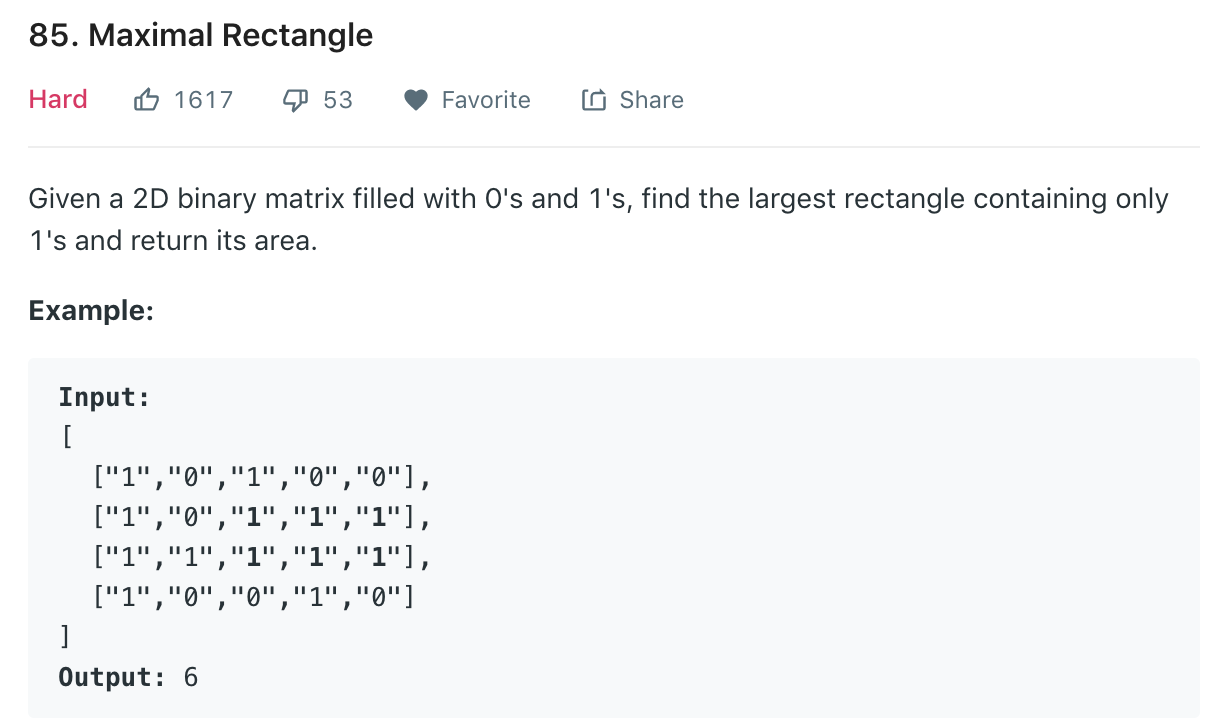 85. Maximal Rectangle
Hard 1617 53 Favorite Share
Given a 2D binary matrix filled with 0's and 1's, find the largest rectangle containing only
1's and return its area.
Example:
Input:
[
  ["1","0","1","0","0"],
  ["1","0","1","1","1"],
  ["1","1","1","1","1"],
  ["1","0","0","1","0"]
]
Output: 6